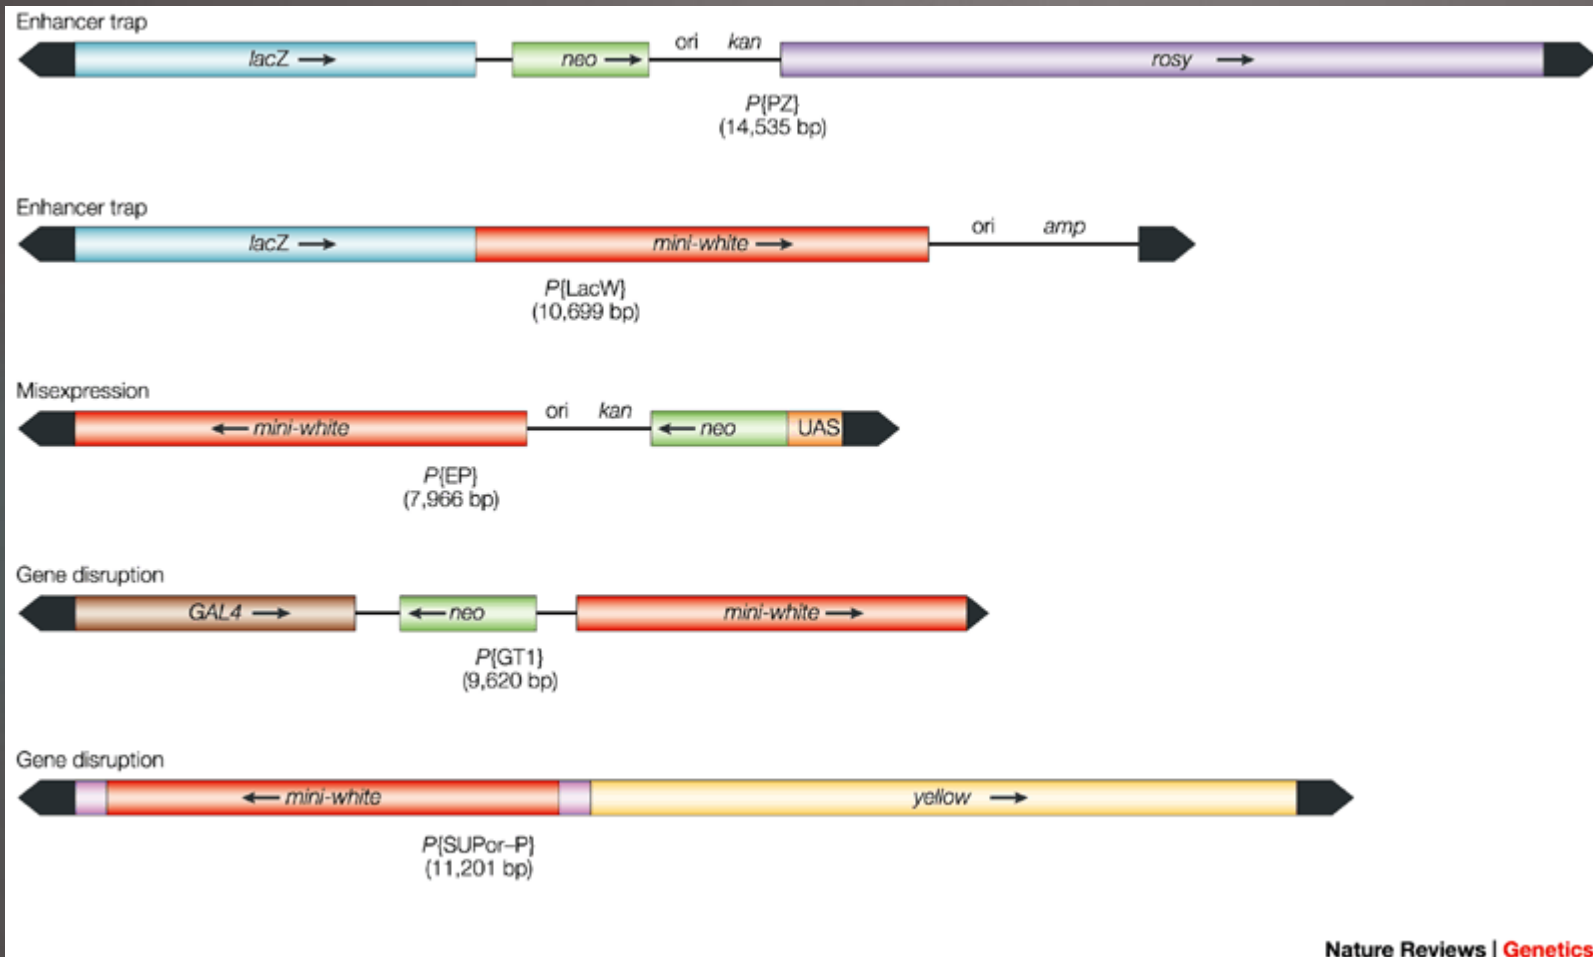 Enhancer trap
lacZ → neo → ori kan rosy →
P{PZ}
(14,535 bp)
Enhancer trap
lacZ → mini-white → ori amp
P{LacW}
(10,699 bp)
Misexpression
← mini-white ori kan ← neo UAS
P{EP}
(7,966 bp)
Gene disruption
GAL4 → ← neo mini-white →
P{GT1}
(9,620 bp)
Gene disruption
← mini-white yellow →
P{SUPor–P}
(11,201 bp)
Nature Reviews | Genetics